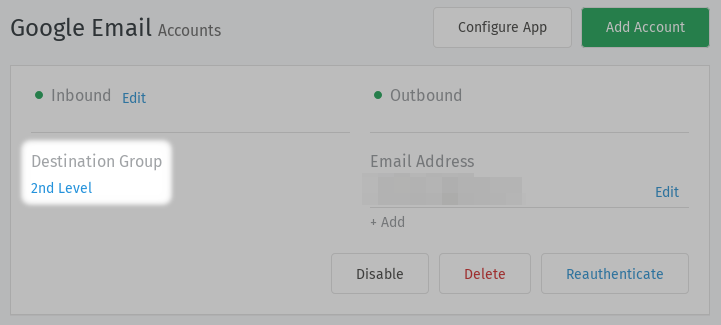 Google Email Accounts
Configure App
Add Account
Inbound Edit
Outbound
Destination Group
2nd Level
Email Address
Edit
+ Add
Disable
Delete
Reauthenticate